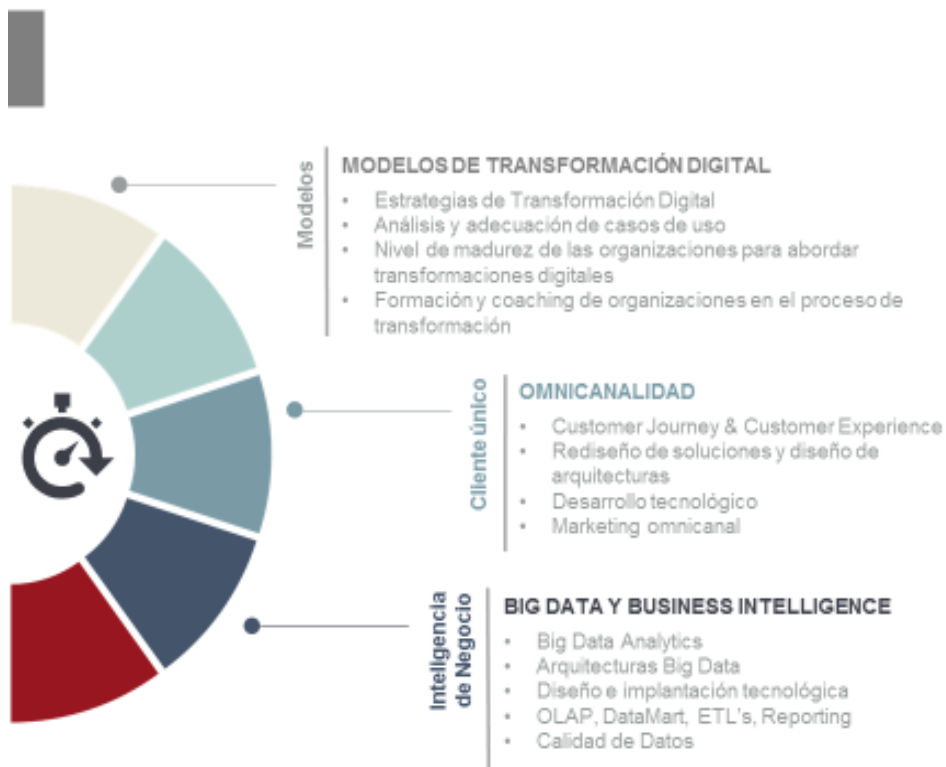 Modelos
MODELOS DE TRANSFORMACIÓN DIGITAL
• Estrategias de Transformación Digital
• Análisis y adecuación de casos de uso
• Nivel de madurez de las organizaciones para abordar
transformaciones digitales
• Formación y coaching de organizaciones en el proceso de
transformación
Cliente único
OMNICANALIDAD
• Customer Journey & Customer Experience
• Rediseño de soluciones y diseño de
arquitecturas
• Desarrollo tecnológico
• Marketing omnicanal
Inteligencia
de Negocio
BIG DATA Y BUSINESS INTELLIGENCE
• Big Data Analytics
• Arquitecturas Big Data
• Diseño e implantación tecnológica
• OLAP, DataMart, ETL's, Reporting
• Calidad de Datos